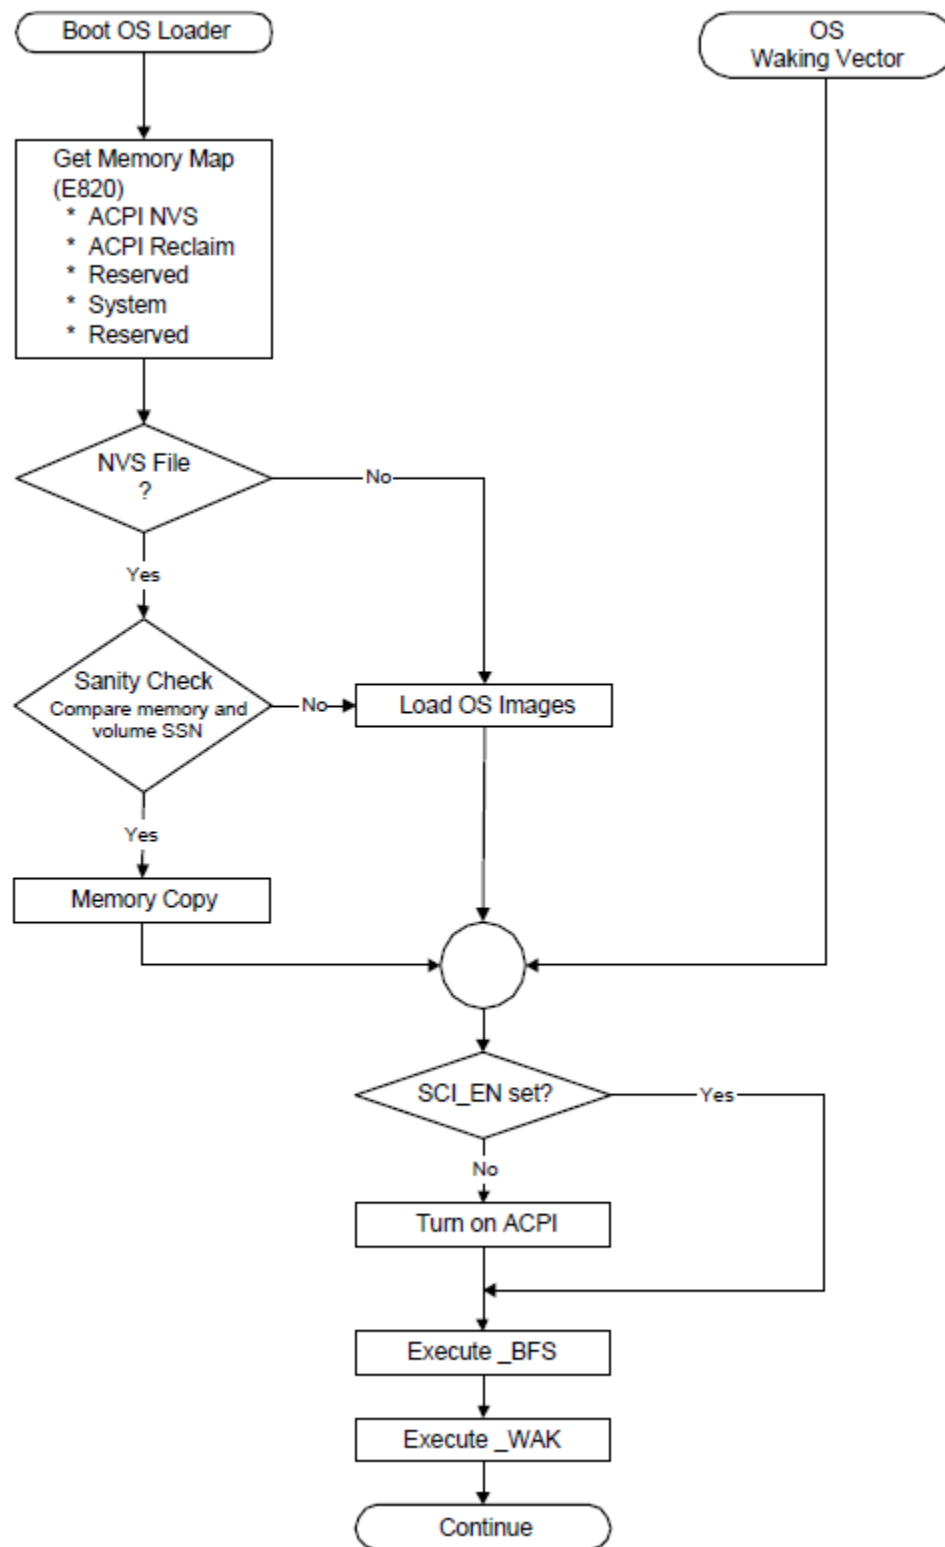 Boot OS Loader
OS
Waking Vector
Get Memory Map
(E820)
* ACPI NVS
* ACPI Reclaim
* Reserved
* System
* Reserved
NVS File
?
No
Yes
Sanity Check
Compare memory and
volume SSN
No
Load OS Images
Yes
Memory Copy
SCI_EN set?
Yes
No
Turn on ACPI
Execute _BFS
Execute _WAK
Continue